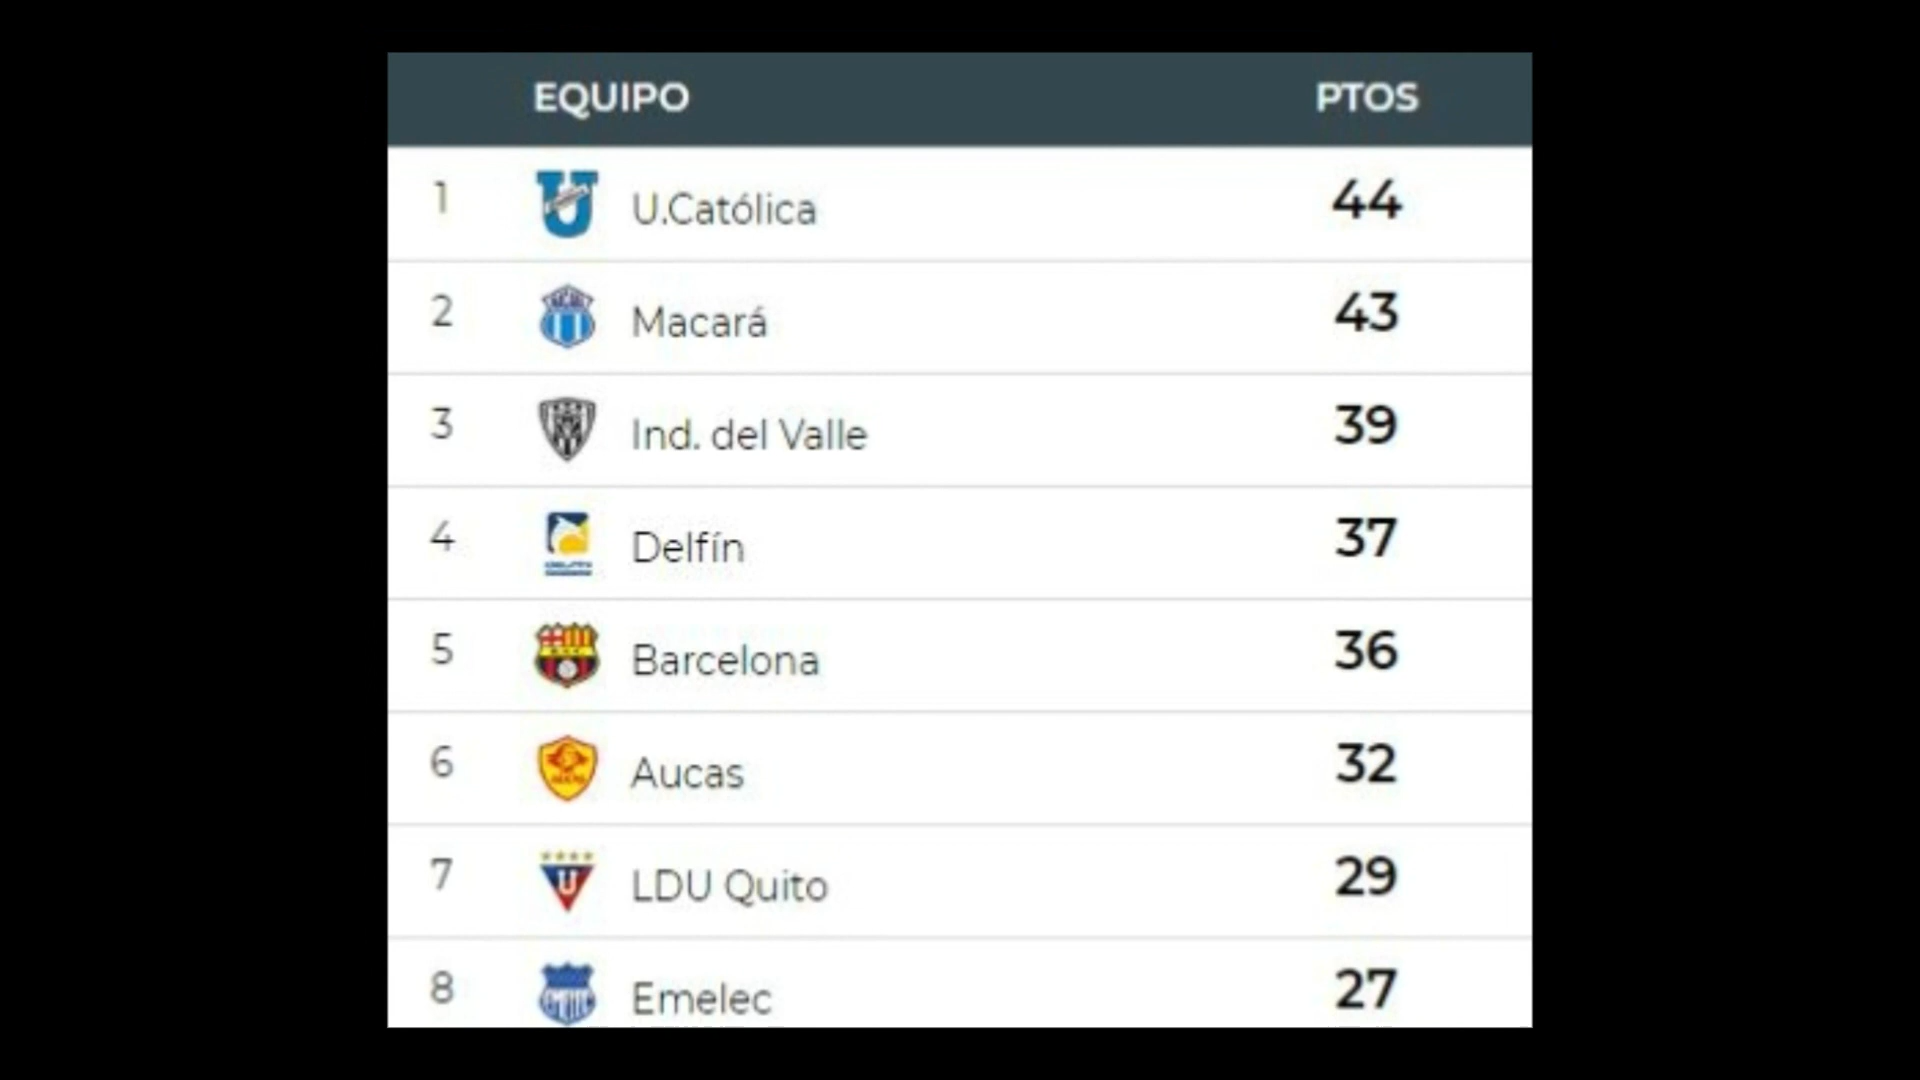 EQUIPO PTOS
1 U.Católica 44
2 Macará 43
3 Ind. del Valle 39
4 Delfín 37
5 Barcelona 36
6 Aucas 32
7 LDU Quito 29
8 Emelec 27